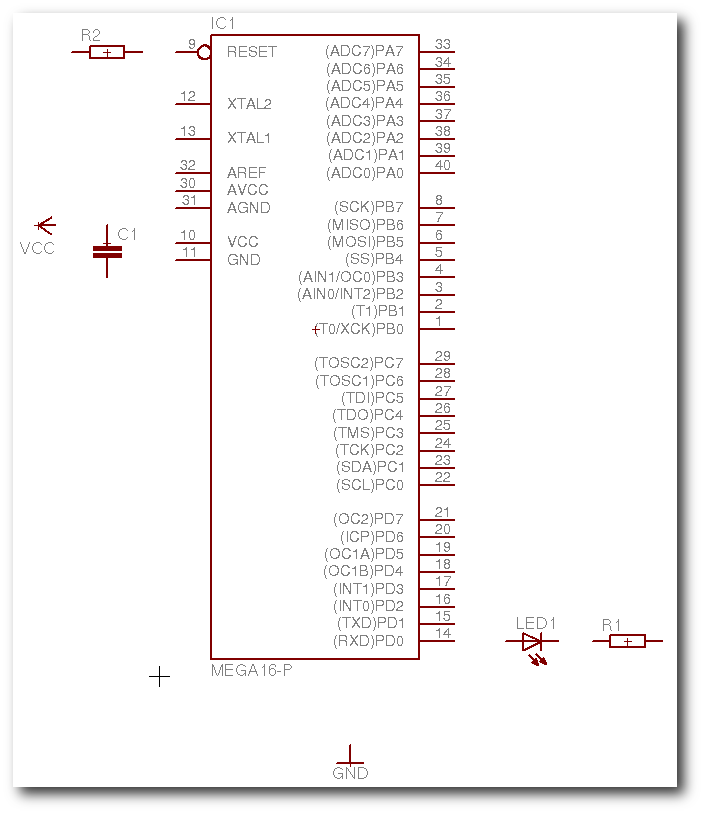 IC1
R2
9 RESET (ADC7)PA7 33
(ADC6)PA6 34
(ADC5)PA5 35
12 XTAL2 (ADC4)PA4 36
(ADC3)PA3 37
13 XTAL1 (ADC2)PA2 38
(ADC1)PA1 39
32 AREF (ADC0)PA0 40
30 AVCC
31 AGND (SCK)PB7 8
(MISO)PB6 7
C1
VCC
10 VCC (MOSI)PB5 6
11 GND (SS)PB4 5
(AIN1/OC0)PB3 4
(AIN0/INT2)PB2 3
(T1)PB1 2
(T0/XCK)PB0 1
(TOSC2)PC7 29
(TOSC1)PC6 28
(TDI)PC5 27
(TDO)PC4 26
(TMS)PC3 25
(TCK)PC2 24
(SDA)PC1 23
(SCL)PC0 22
(OC2)PD7 21
(ICP)PD6 20
(OC1A)PD5 19
(OC1B)PD4 18
(INT1)PD3 17
(INT0)PD2 16
(TXD)PD1 15
(RXD)PD0 14
LED1
R1
MEGA16-P
GND